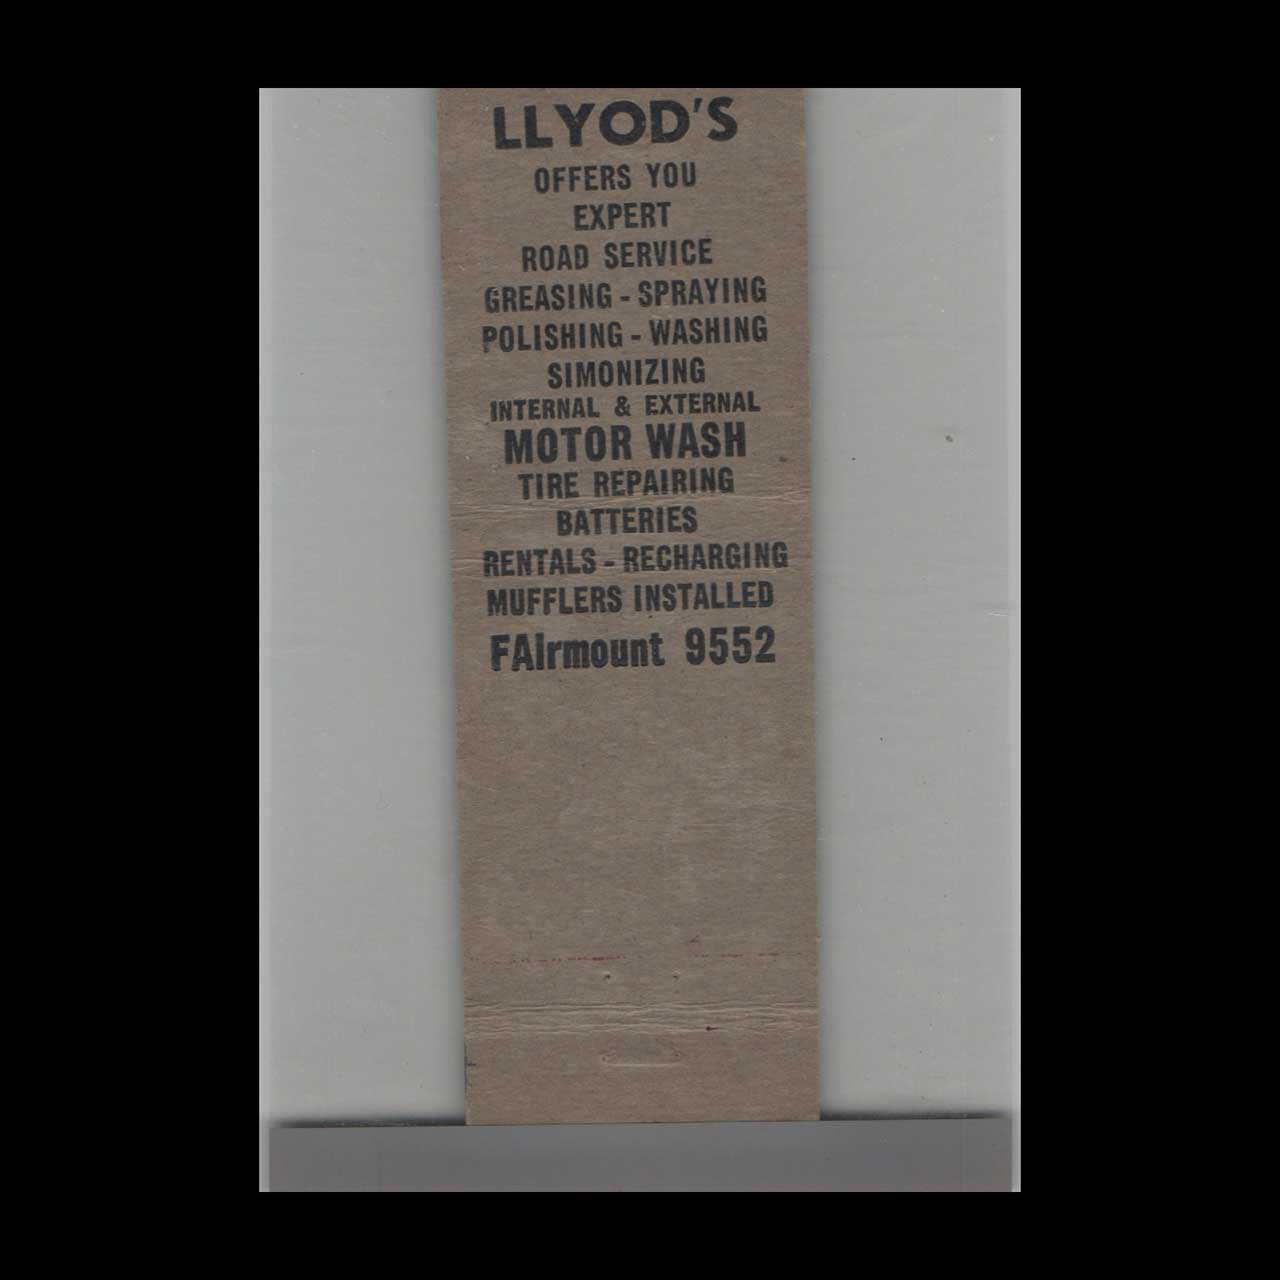 LLYOD'S
OFFERS YOU
EXPERT
ROAD SERVICE
GREASING - SPRAYING
POLISHING - WASHING
SIMONIZING
INTERNAL & EXTERNAL
MOTOR WASH
TIRE REPAIRING
BATTERIES
RENTALS - RECHARGING
MUFFLERS INSTALLED
FAIrmount 9552